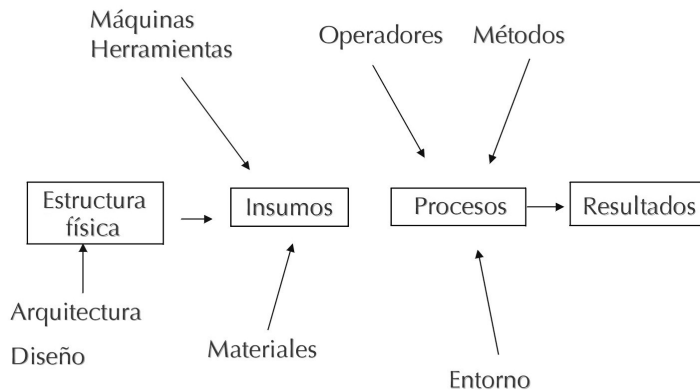 Máquinas
Herramientas
Operadores
Métodos
Estructura
física
Insumos
Procesos
Resultados
Arquitectura
Diseño
Materiales
Entorno